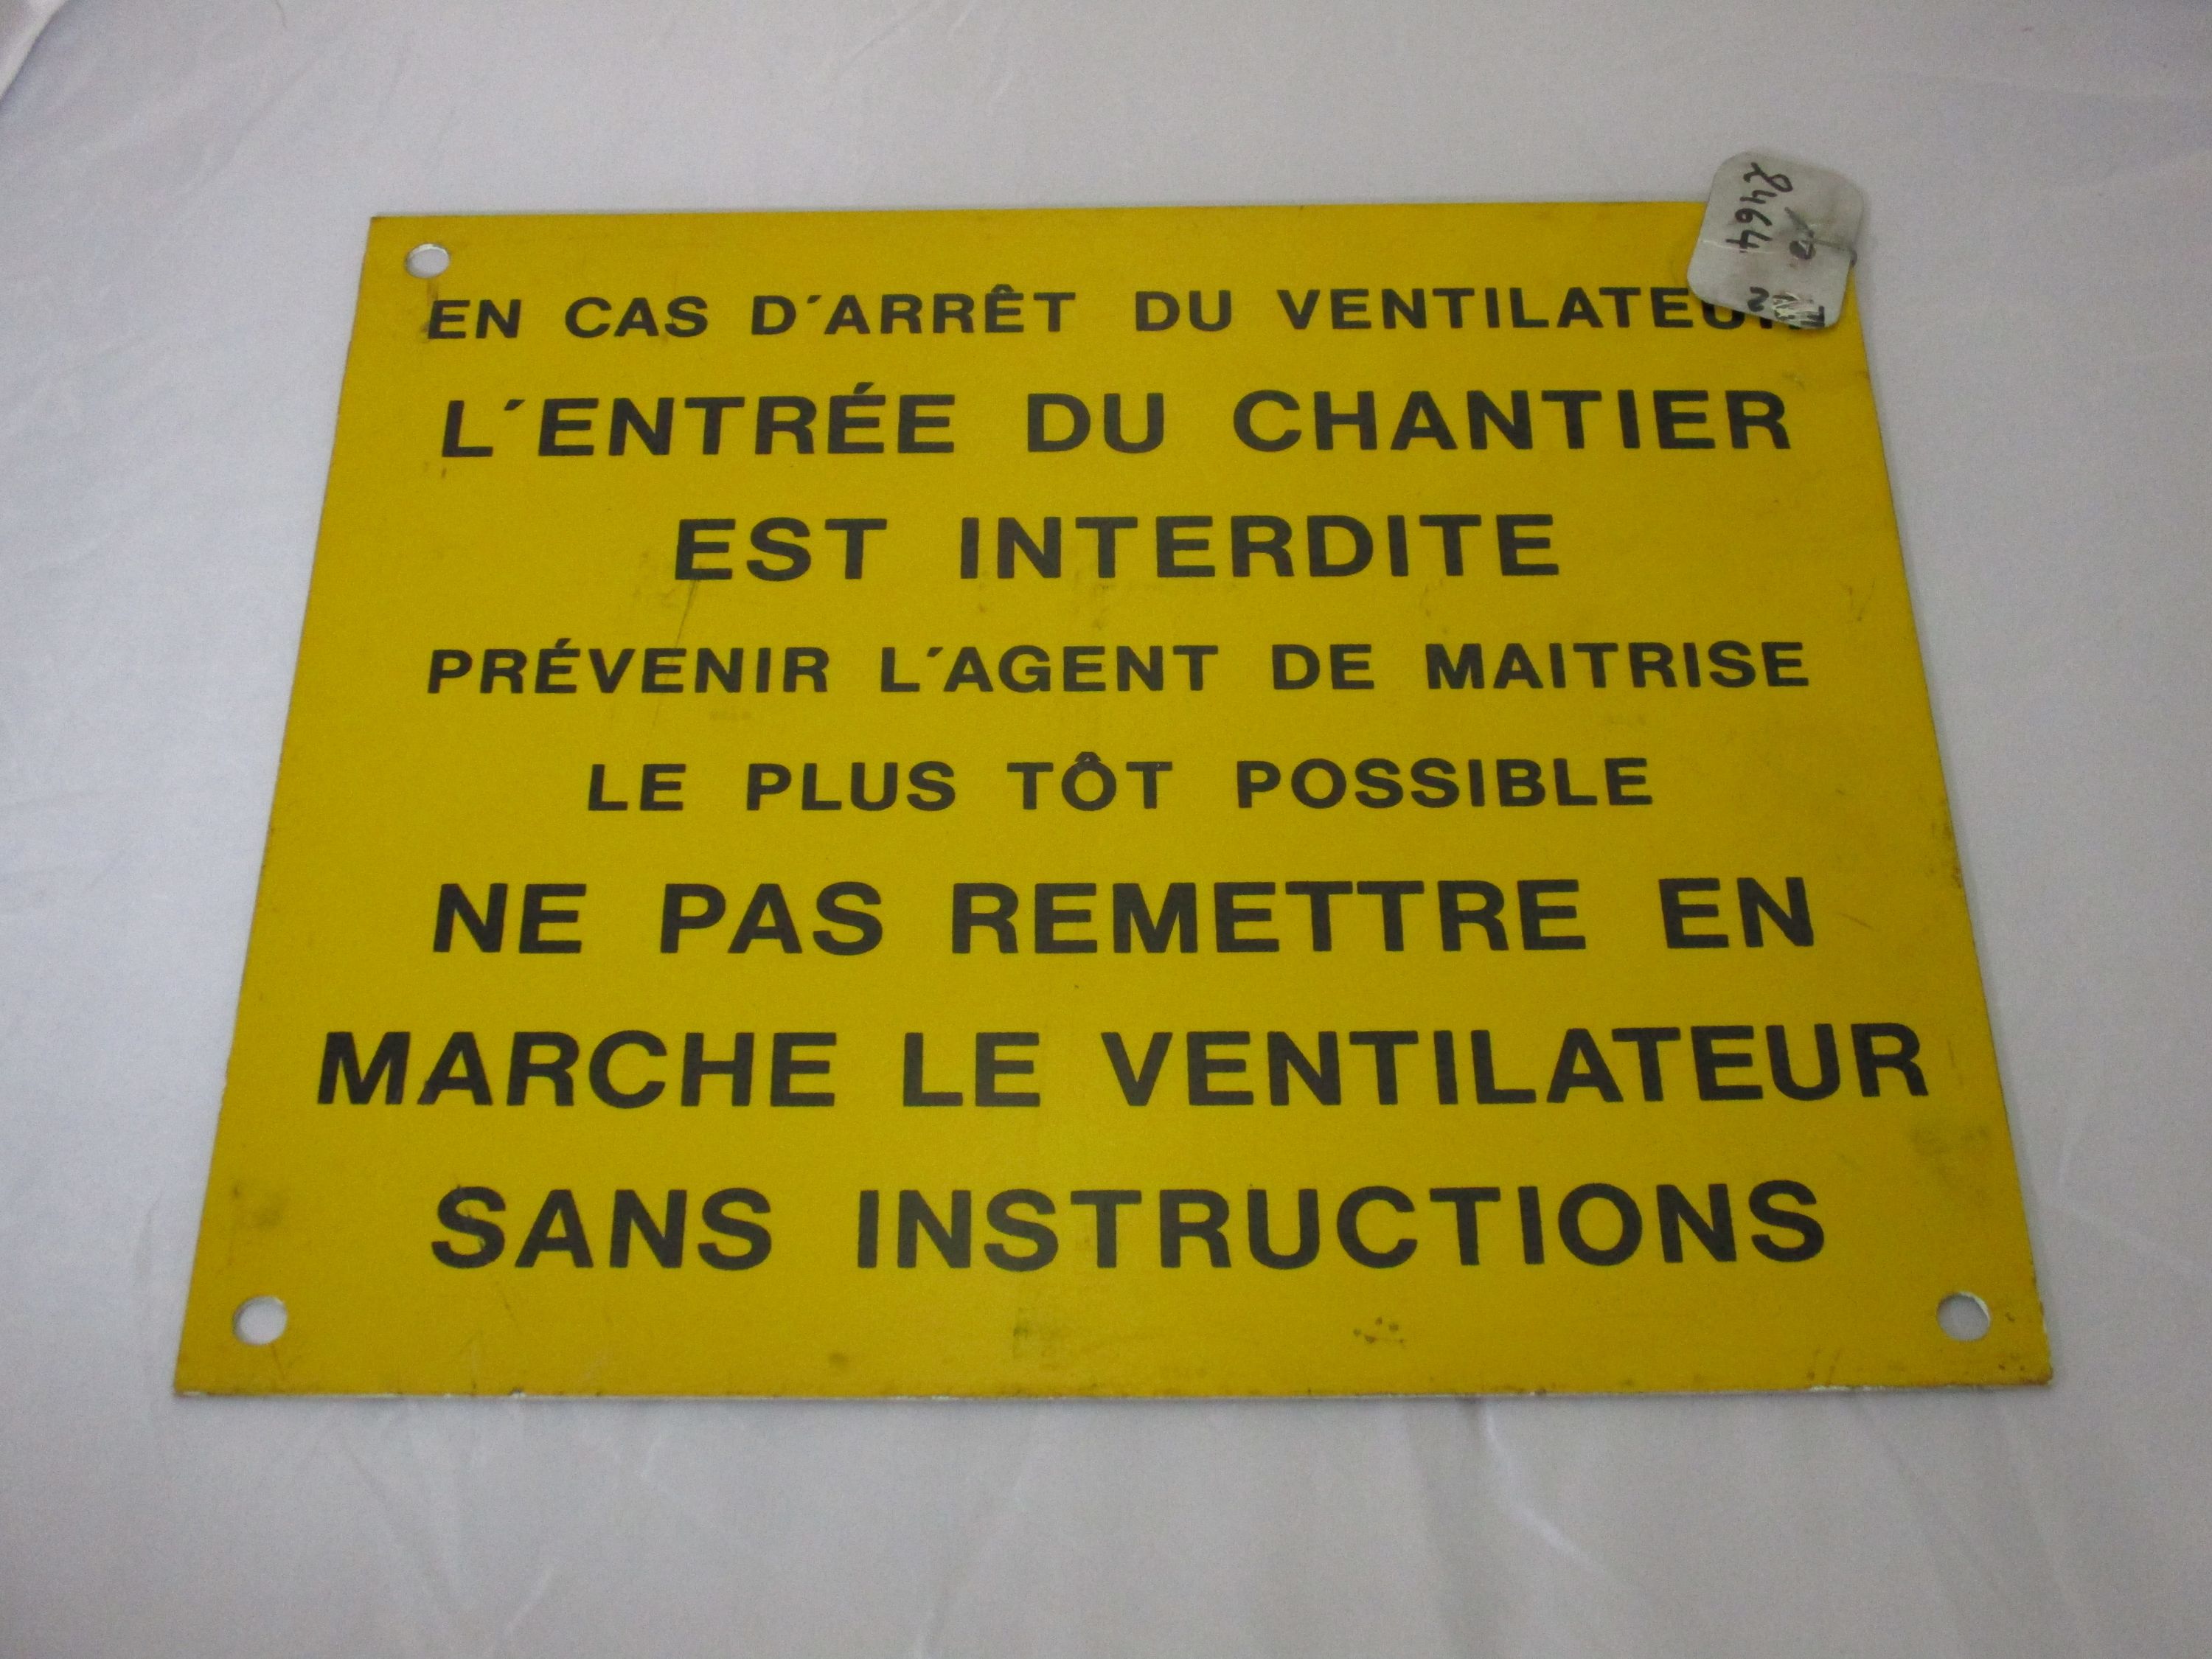 EN CAS D'ARRÊT DU VENTILATEUR
L'ENTRÉE DU CHANTIER
EST INTERDITE
PRÉVENIR L'AGENT DE MAITRISE
LE PLUS TÔT POSSIBLE
NE PAS REMETTRE EN
MARCHE LE VENTILATEUR
SANS INSTRUCTIONS
2464